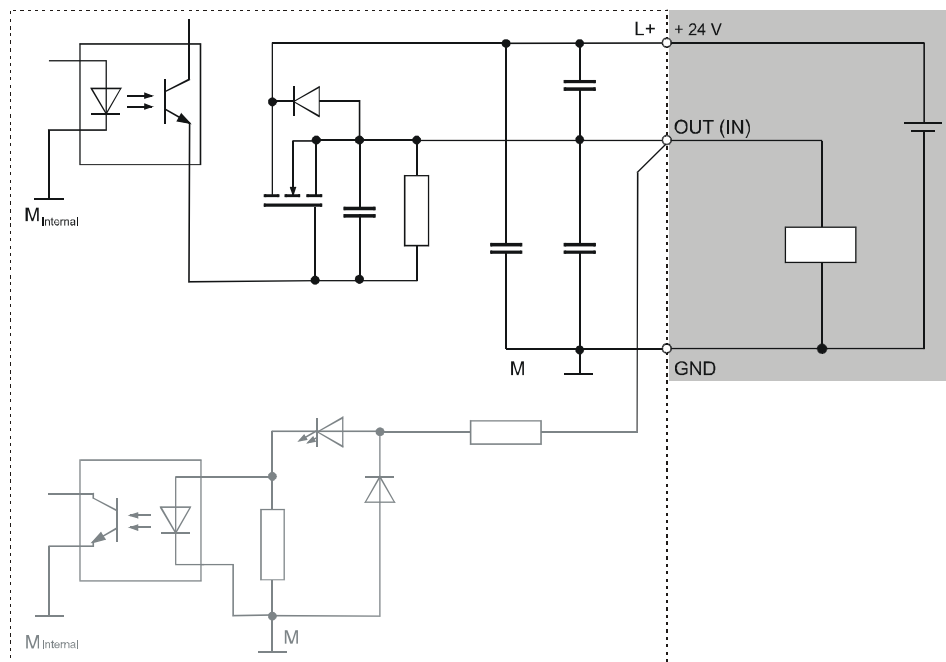 L+
+ 24 V
OUT (IN)
M Internal
M
GND
M
M Internal